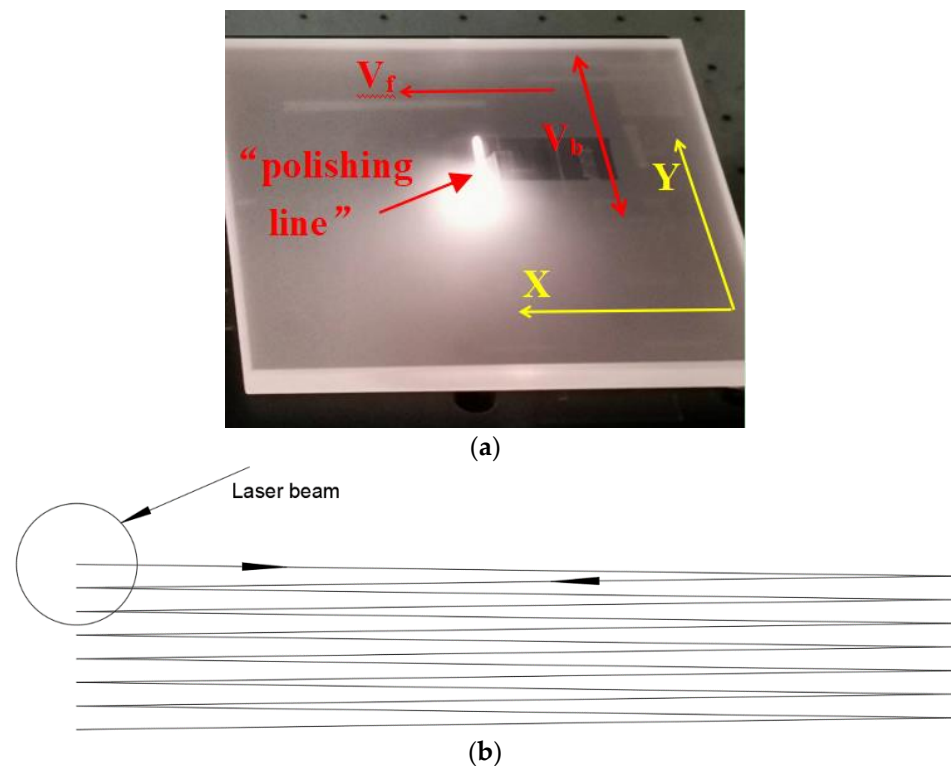 Vf
“polishing
line”
Vb
Y
X
(a)
Laser beam
(b)